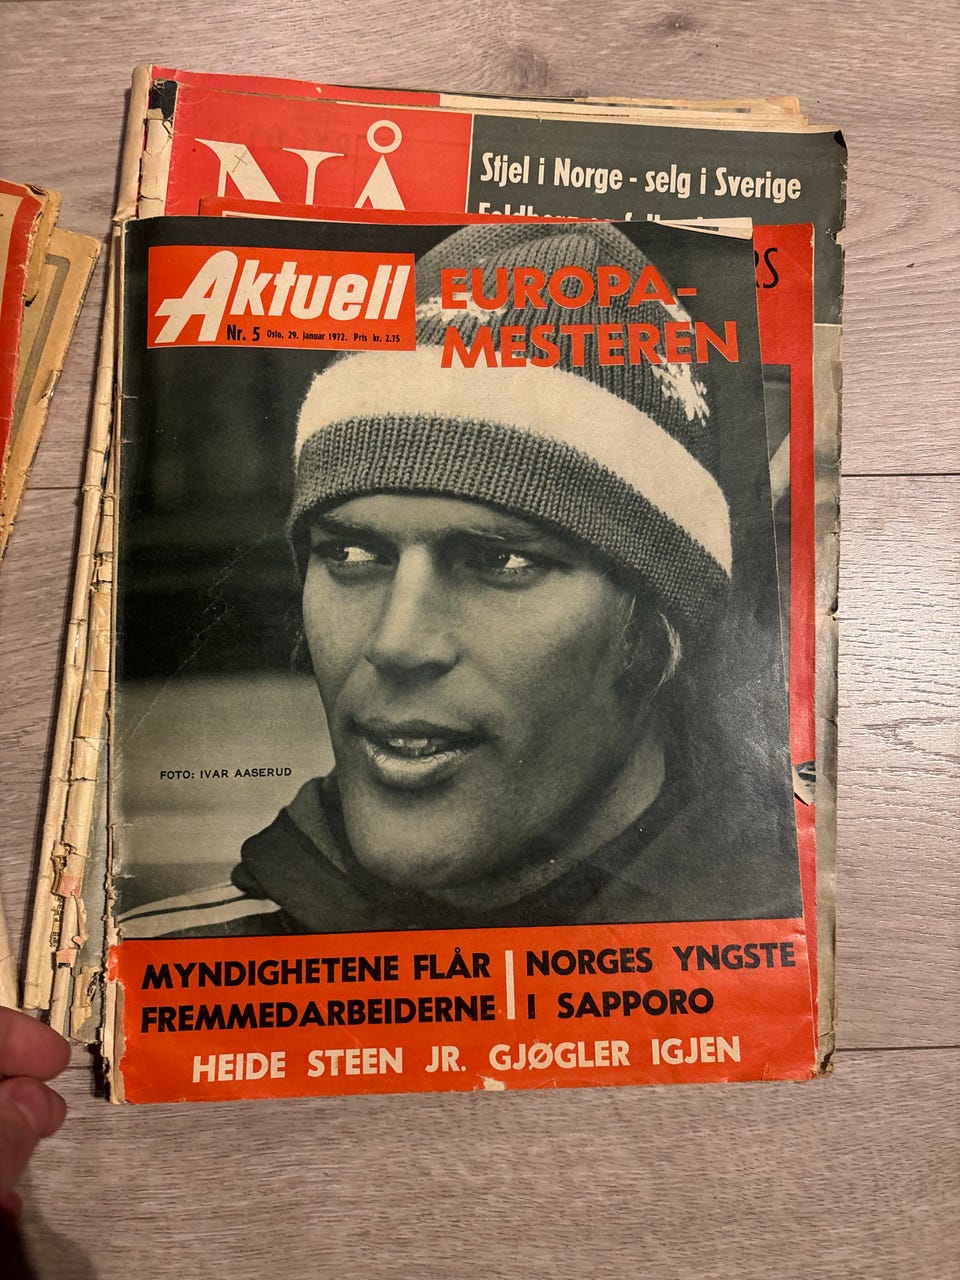 NÅ
Stjel i Norge - selg i Sverige
RS
Aktuell
Nr. 5 Oslo, 29. januar 1972. Pris kr. 2.75
EUROPA-
MESTEREN
FOTO: IVAR AASERUD
MYNDIGHETENE FLÅR
FREMMEDARBEIDERNE
NORGES YNGSTE
I SAPPORO
HEIDE STEEN JR. GJØGLER IGJEN